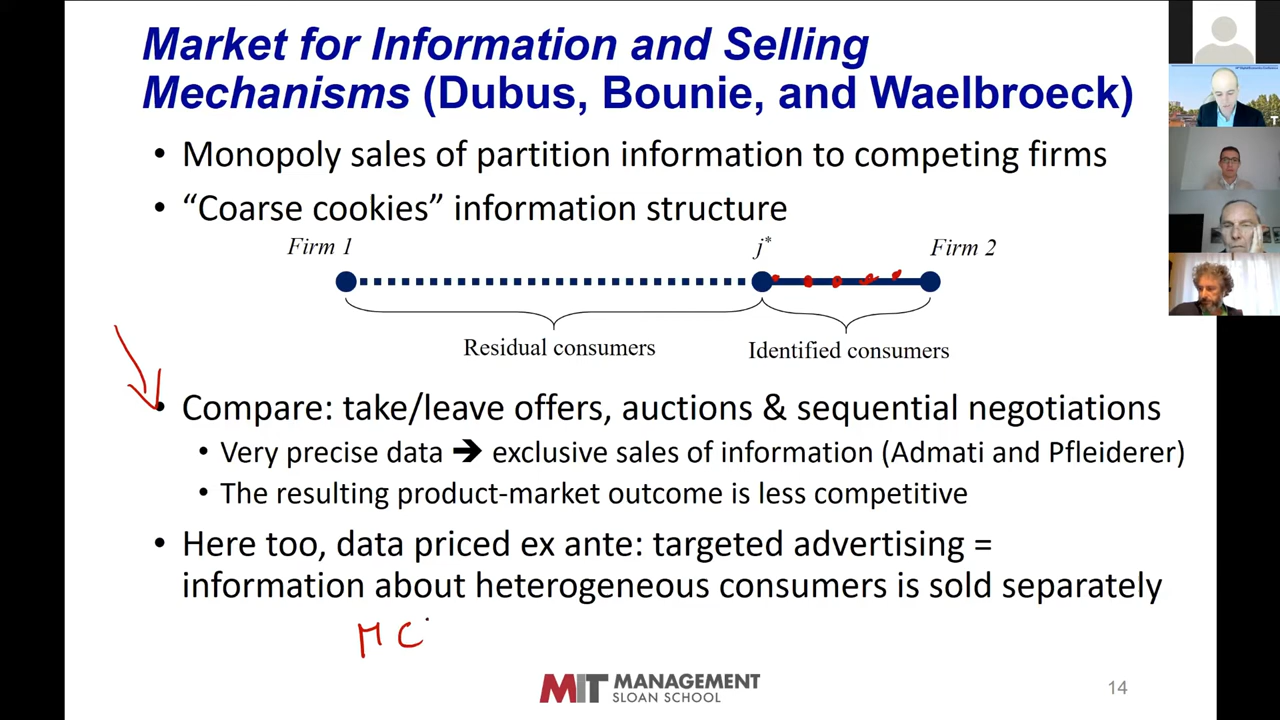 Market for Information and Selling
Mechanisms (Dubus, Bounie, and Waelbroeck)
• Monopoly sales of partition information to competing firms
• “Coarse cookies” information structure
Firm 1
j*
Firm 2
Residual consumers
Identified consumers
• Compare: take/leave offers, auctions & sequential negotiations
• Very precise data ➔ exclusive sales of information (Admati and Pfleiderer)
• The resulting product-market outcome is less competitive
• Here too, data priced ex ante: targeted advertising =
information about heterogeneous consumers is sold separately
MC
MIT MANAGEMENT
SLOAN SCHOOL
14